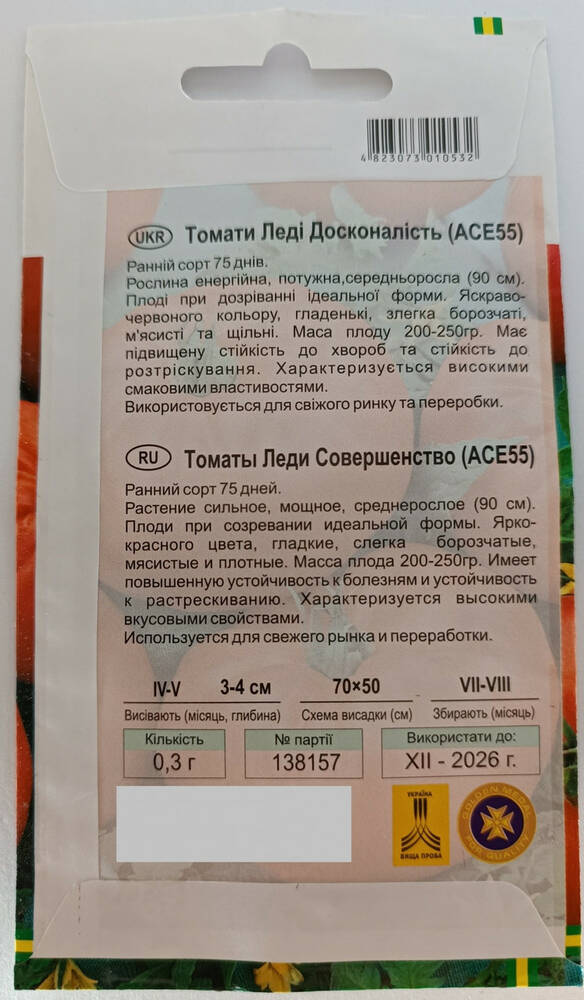 4823073010532
UKR Томати Леді Досконалість (ACE55)
Ранній сорт 75 днів.
Рослина енергійна, потужна,середньоросла (90 см).
Плоді при дозріванні ідеальної форми. Яскраво-
червоного кольору, гладенькі, злегка борозчаті,
м'ясисті та щільні. Маса плоду 200-250гр. Має
підвищену стійкість до хвороб та стійкість до
розтріскування. Характеризується високими
смаковими властивостями.
Використовується для свіжого ринку та переробки.
RU Томаты Леди Совершенство (ACE55)
Ранний сорт 75 дней.
Растение сильное, мощное, среднерослое (90 см).
Плоди при созревании идеальной формы. Ярко-
красного цвета, гладкие, слегка борозчатые,
мясистые и плотные. Масса плода 200-250гр. Имеет
повышенную устойчивость к болезням и устойчивость
к растрескиванию. Характеризуется высокими
вкусовыми свойствами.
Используется для свежего рынка и переработки.
IV-V 3-4 см 70×50 VII-VIII
Висівають (місяць, глибина) Схема висадки (см) Збирають (місяць)
Кількість № партії Використати до:
0,3 г 138157 XII - 2026 г.
УКРАЇНА
ВИЩА ПРОБА
GOLDEN MEDAL
FOR QUALITY